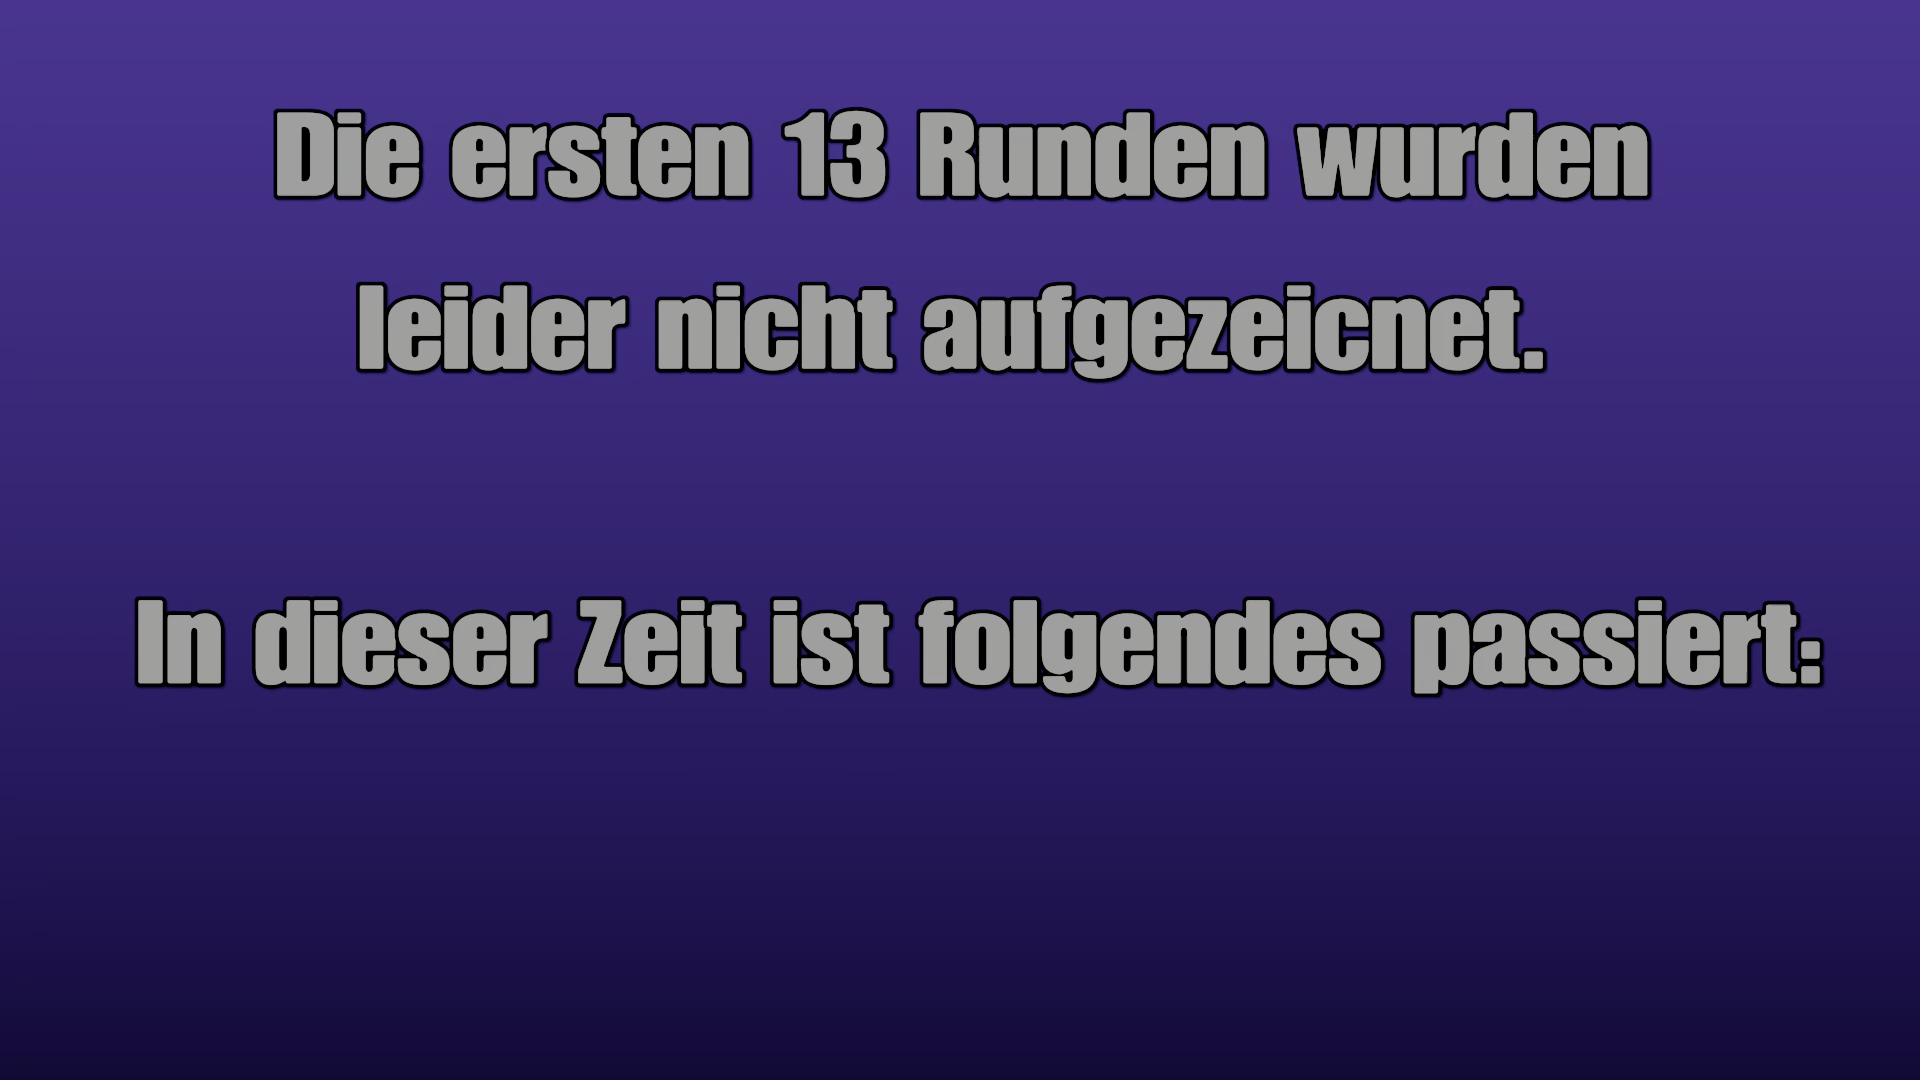 Die ersten 13 Runden wurden
leider nicht aufgezeicnet.
In dieser Zeit ist folgendes passiert: